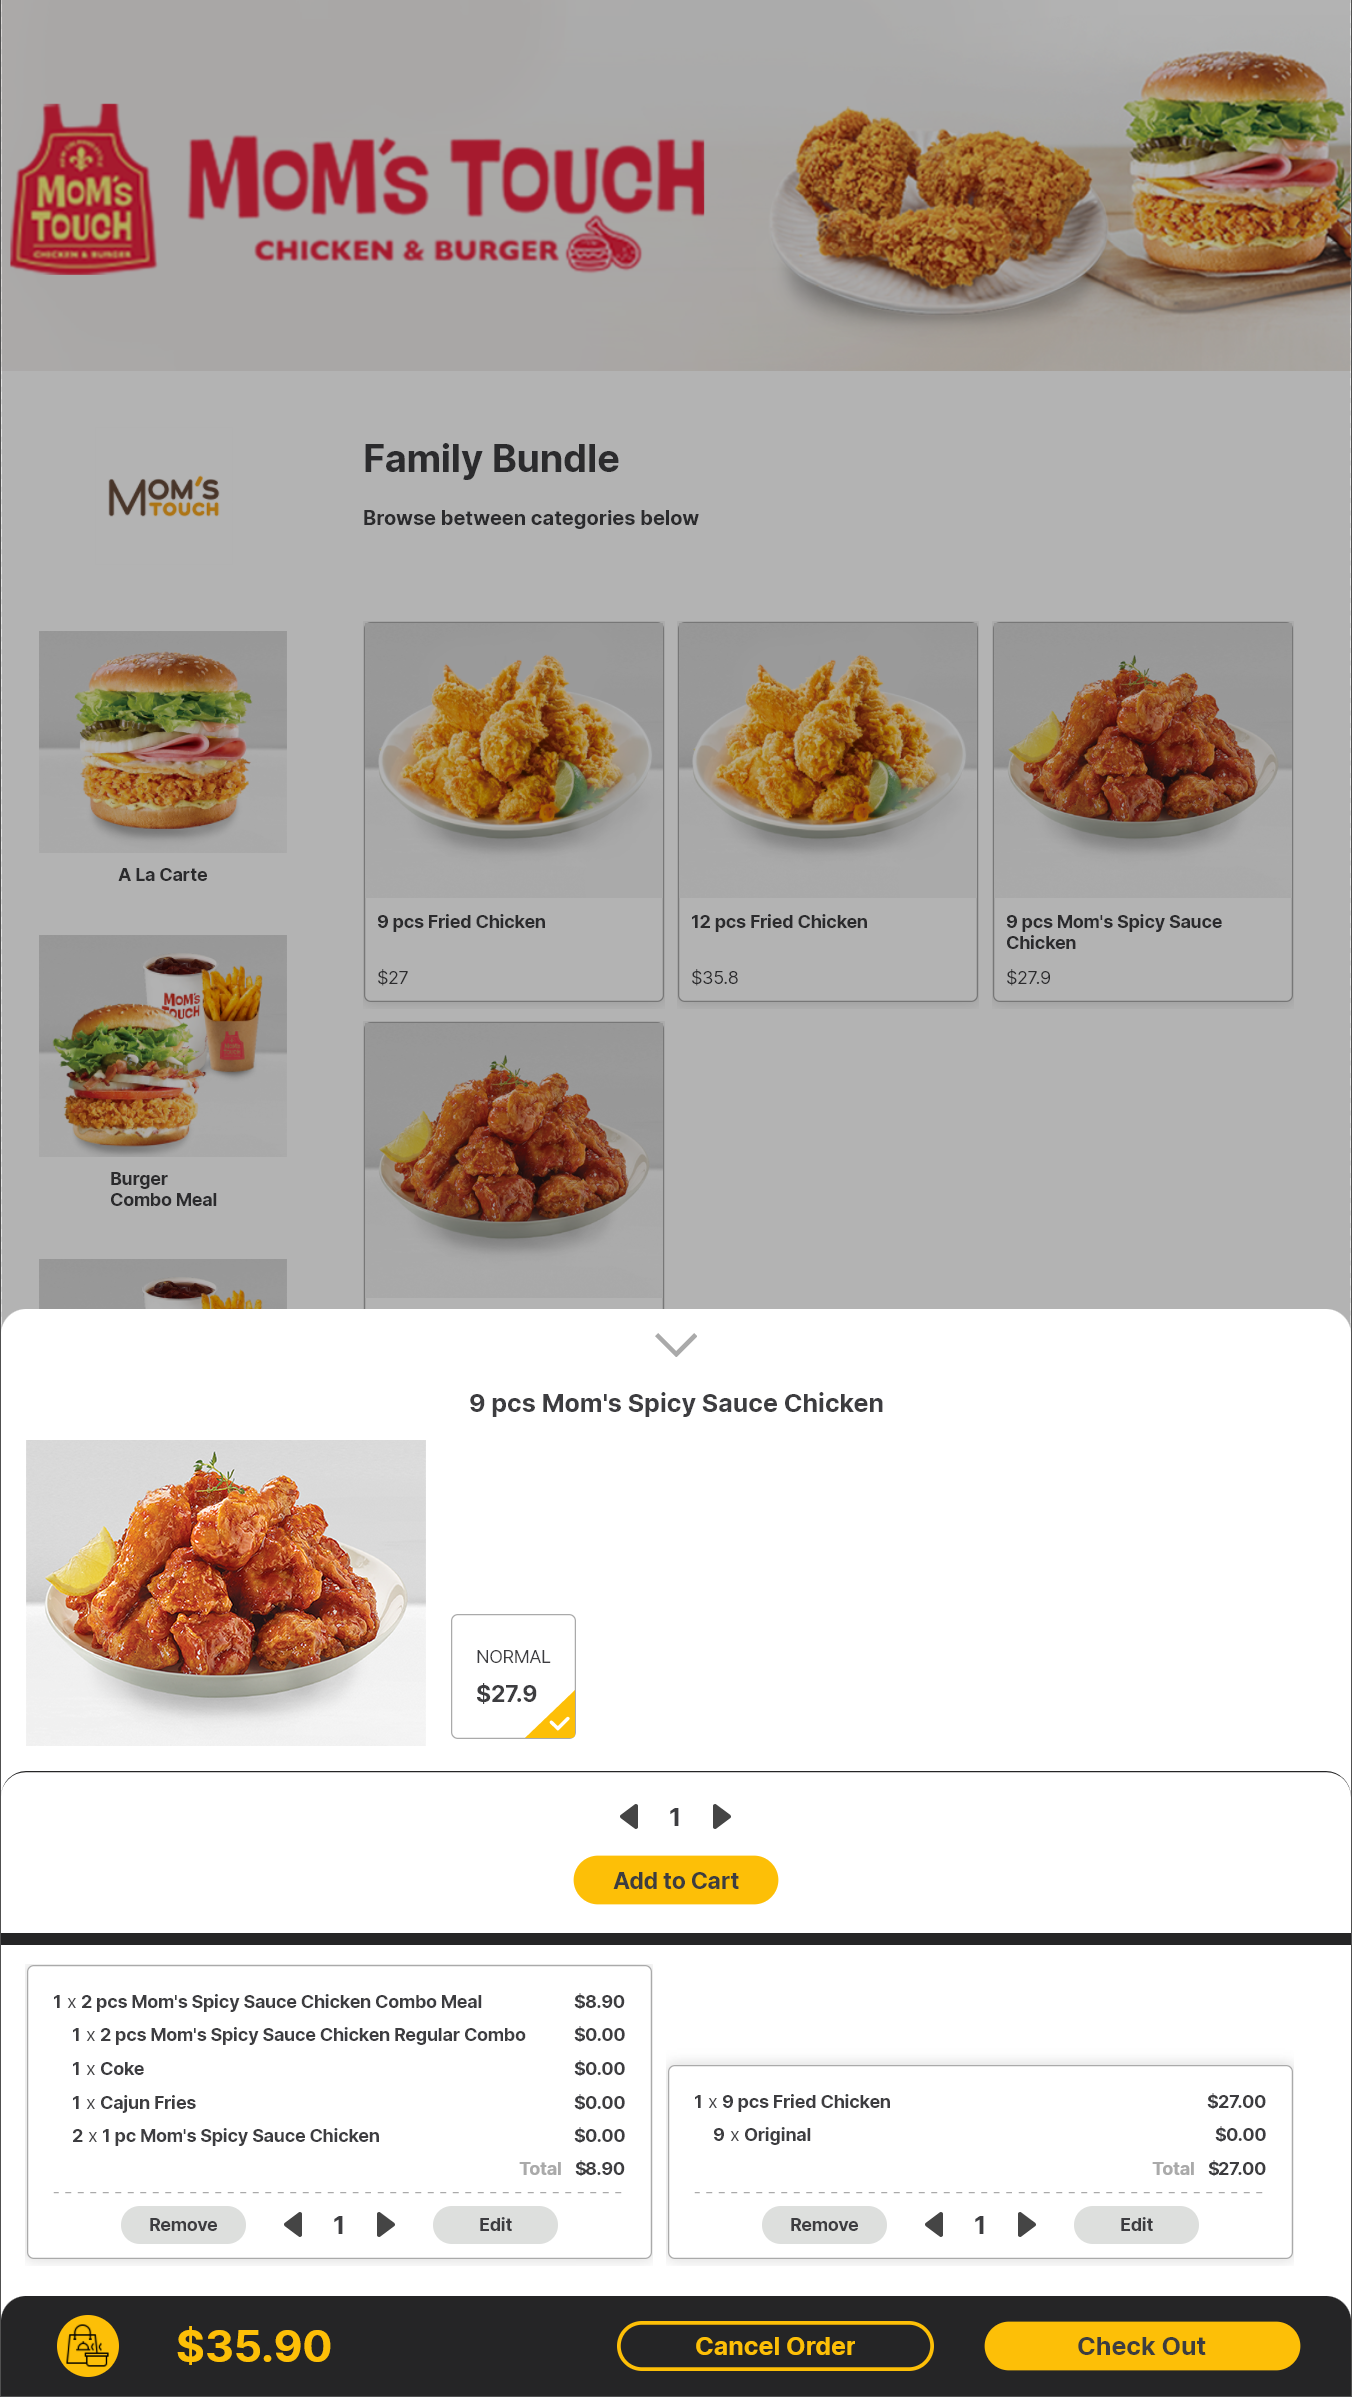 MOM'S
TOUCH
CHICKEN & BURGER
MOM'S TOUCH
CHICKEN & BURGER
MOM'S
TOUCH
Family Bundle
Browse between categories below
A La Carte
MOM'S
TOUCH
Burger
Combo Meal
9 pcs Fried Chicken
$27
12 pcs Fried Chicken
$35.8
9 pcs Mom's Spicy Sauce
Chicken
$27.9
9 pcs Mom's Spicy Sauce Chicken
NORMAL
$27.9
1
Add to Cart
1 x 2 pcs Mom's Spicy Sauce Chicken Combo Meal $8.90
1 x 2 pcs Mom's Spicy Sauce Chicken Regular Combo $0.00
1 x Coke $0.00
1 x Cajun Fries $0.00
2 x 1 pc Mom's Spicy Sauce Chicken $0.00
Total $8.90
Remove 1 Edit
1 x 9 pcs Fried Chicken $27.00
9 x Original $0.00
Total $27.00
Remove 1 Edit
$35.90 Cancel Order Check Out